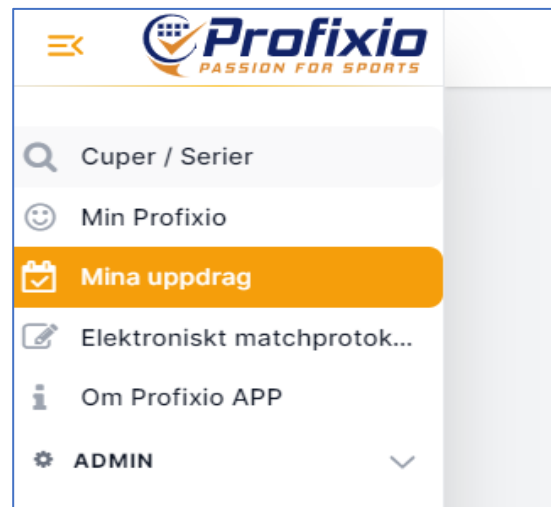 Profixio
PASSION FOR SPORTS
Cuper / Serier
Min Profixio
Mina uppdrag
Elektroniskt matchprotok...
Om Profixio APP
ADMIN